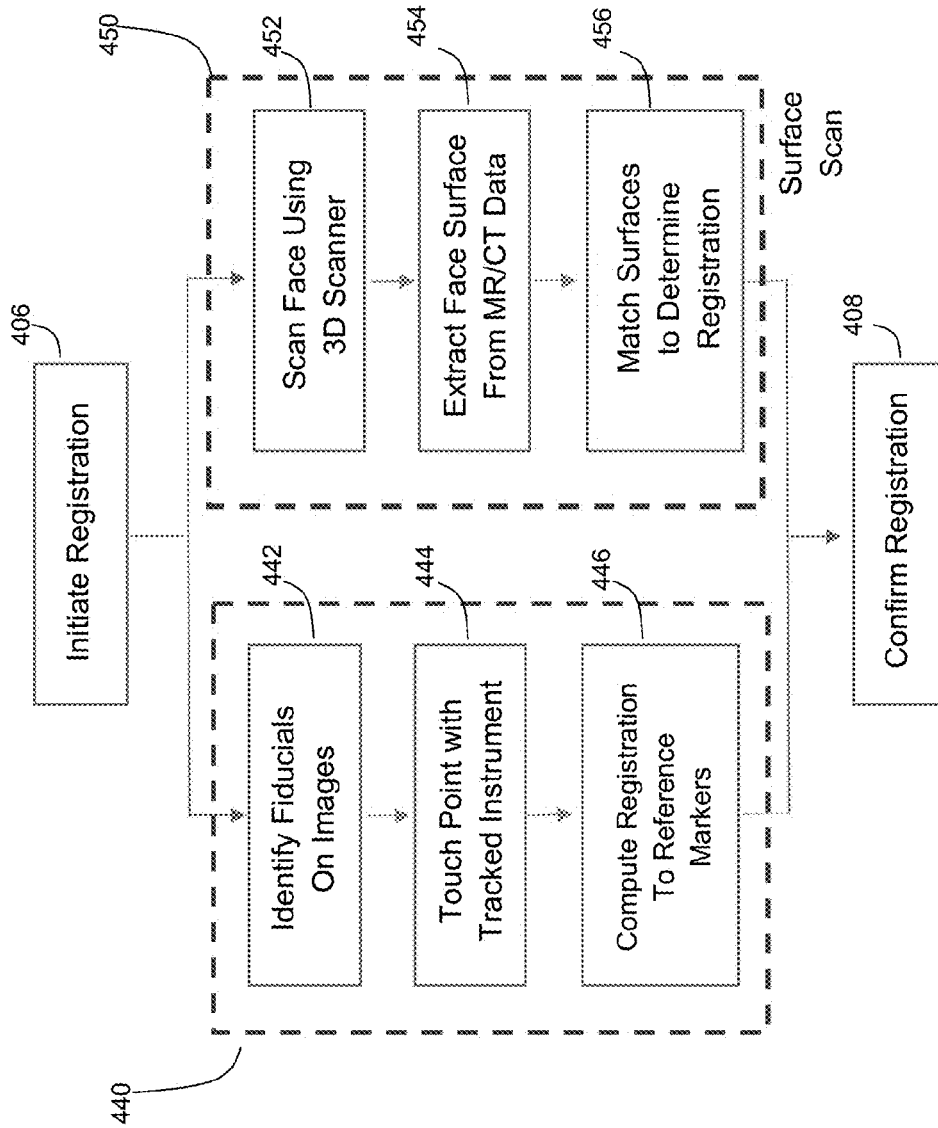 406
Initiate Registration
440
442
Identify Fiducials
On Images
444
Touch Point with
Tracked Instrument
446
Compute Registration
To Reference
Markers
450
452
Scan Face Using
3D Scanner
454
Extract Face Surface
From MR/CT Data
456
Match Surfaces
to Determine
Registration
Surface
Scan
408
Confirm Registration